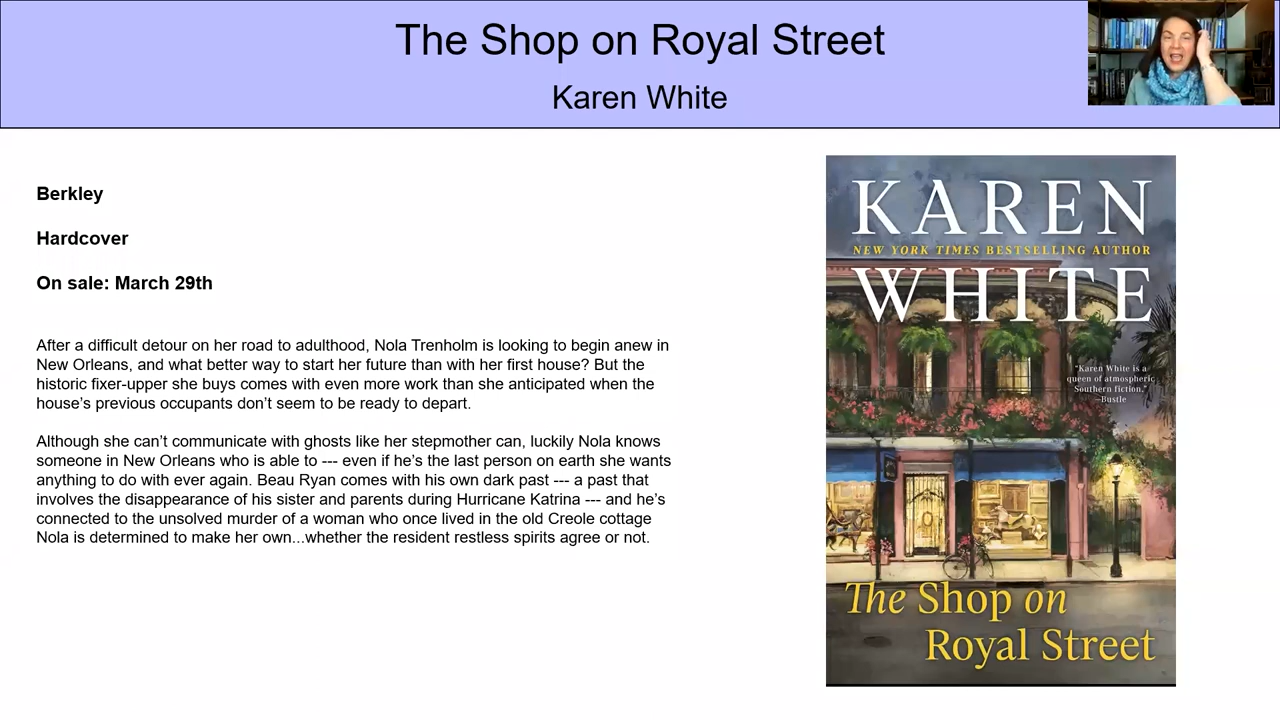 The Shop on Royal Street
Karen White
Berkley
Hardcover
On sale: March 29th
After a difficult detour on her road to adulthood, Nola Trenholm is looking to begin anew in
New Orleans, and what better way to start her future than with her first house? But the
historic fixer-upper she buys comes with even more work than she anticipated when the
house’s previous occupants don’t seem to be ready to depart.
Although she can’t communicate with ghosts like her stepmother can, luckily Nola knows
someone in New Orleans who is able to --- even if he’s the last person on earth she wants
anything to do with ever again. Beau Ryan comes with his own dark past --- a past that
involves the disappearance of his sister and parents during Hurricane Katrina --- and he’s
connected to the unsolved murder of a woman who once lived in the old Creole cottage
Nola is determined to make her own...whether the resident restless spirits agree or not.
KAREN
NEW YORK TIMES BESTSELLING AUTHOR
WHITE
“Karen White is a
queen of atmospheric
Southern fiction.”
—Bustle
The Shop on
Royal Street